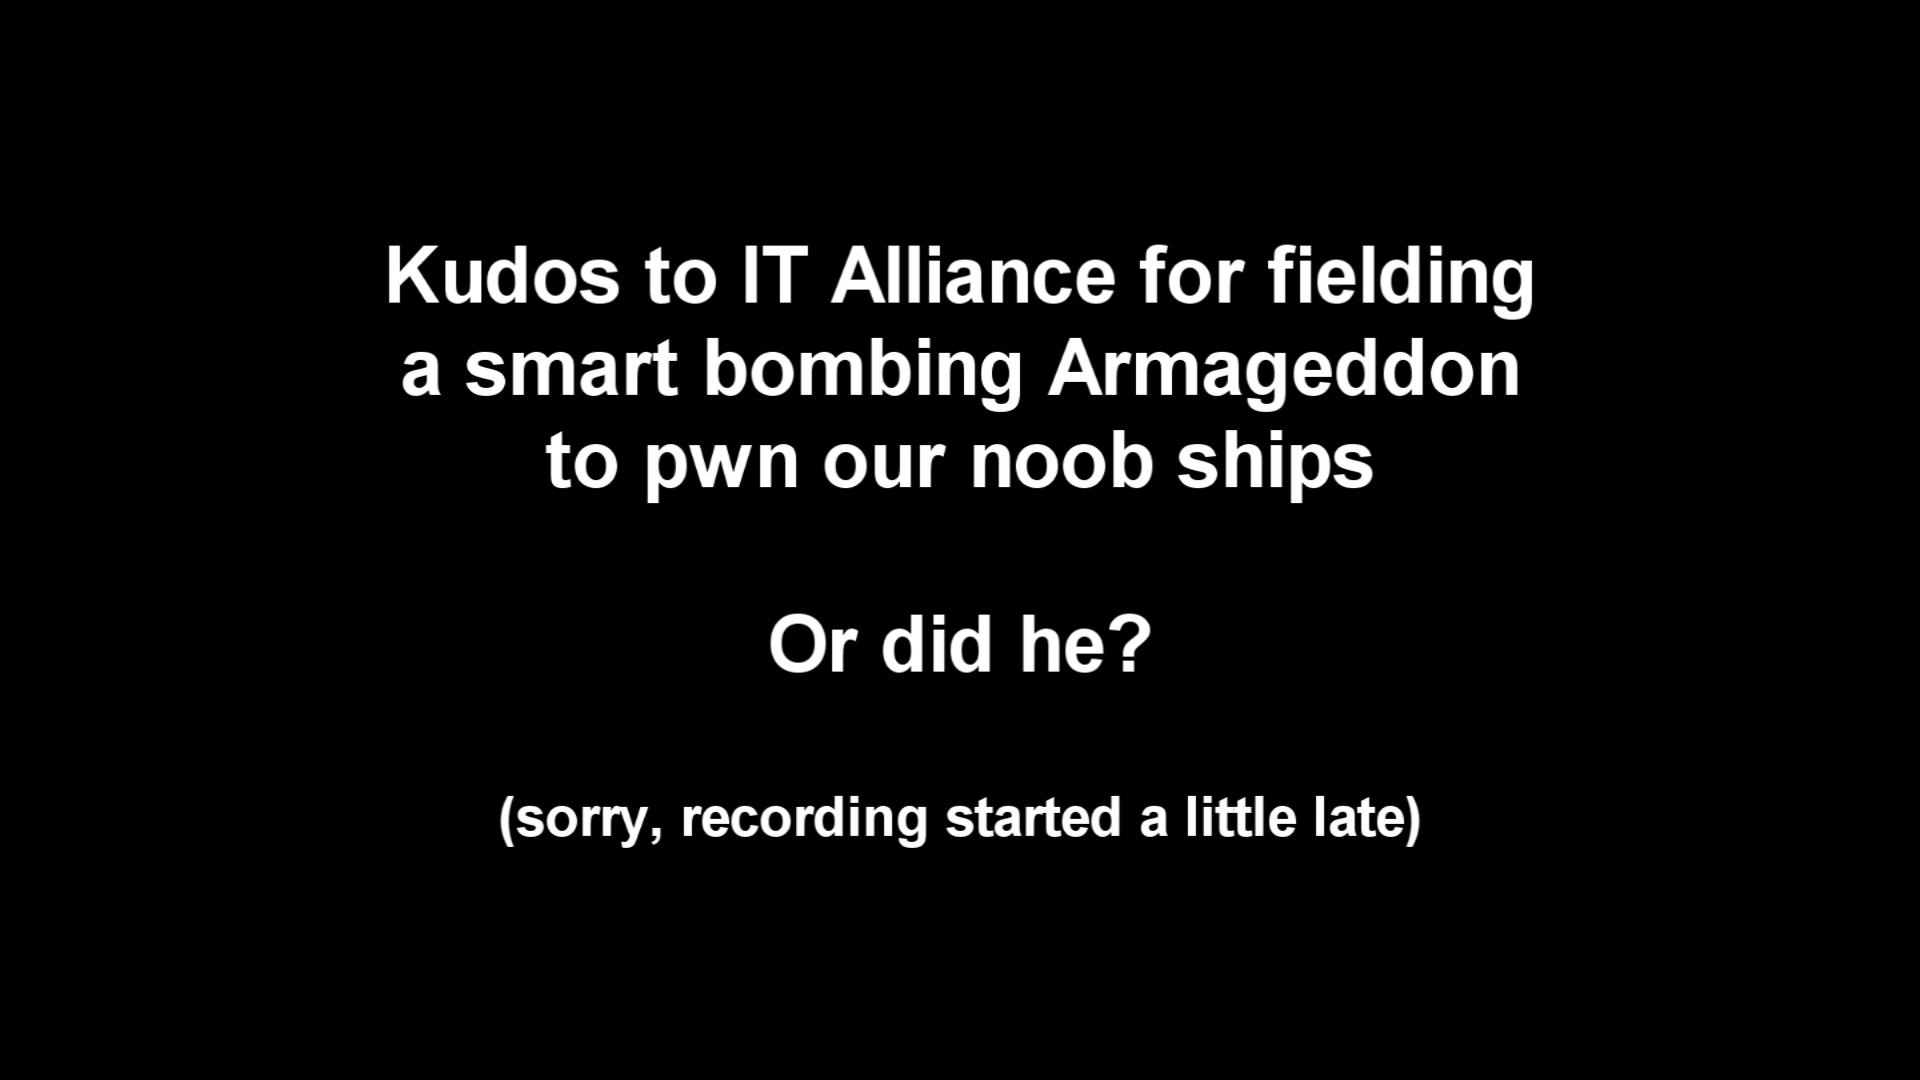 Kudos to IT Alliance for fielding
a smart bombing Armageddon
to pwn our noob ships
Or did he?
(sorry, recording started a little late)